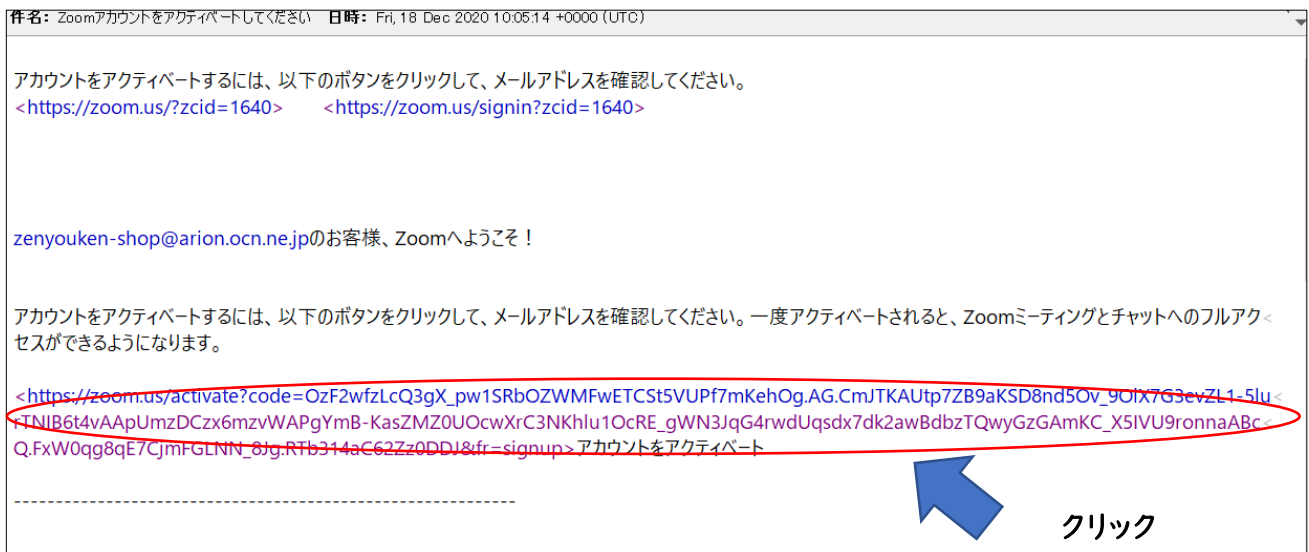 件名: Zoomアカウントをアクティベートしてください 日時: Fri, 18 Dec 2020 10:05:14 +0000 (UTC)
アカウントをアクティベートするには、以下のボタンをクリックして、メールアドレスを確認してください。
<https://zoom.us/?zcid=1640> <https://zoom.us/signin?zcid=1640>
zenyouken-shop@arion.ocn.ne.jpのお客様、Zoomへようこそ！
アカウントをアクティベートするには、以下のボタンをクリックして、メールアドレスを確認してください。一度アクティベートされると、Zoomミーティングとチャットへのフルアク<
セスができるようになります。
<https://zoom.us/activate?code=OzF2wfzLcQ3gX_pw1SRbOZWMFwETCSt5VUPf7mKehOg.AG.CmJTKAUtp7ZB9aKSD8nd5Ov_9OlX7G3evZL1-5lu<
rTNIB6t4vAApUmzDCzx6mzvWAPgYmB-KasZMZ0UOcwXrC3NKhlu1OcRE_gWN3JqG4rwdUqsdx7dk2awBdbzTQwyGzGAmKC_X5IVU9ronnaABc<
Q.FxW0qg8qE7CjmFGLNN_8Jg.RTb314aC62Zz0DDJ&fr=signup>アカウントをアクティベート
----------------------------------------------------------
クリック